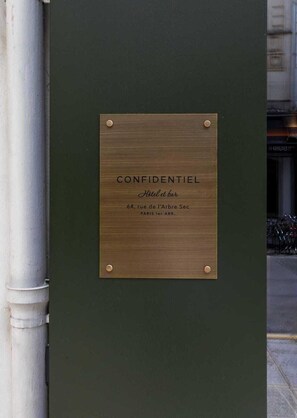 CONFIDENTIEL
Hôtel et bar
64, rue de l'Arbre Sec
PARIS 1er ARR.